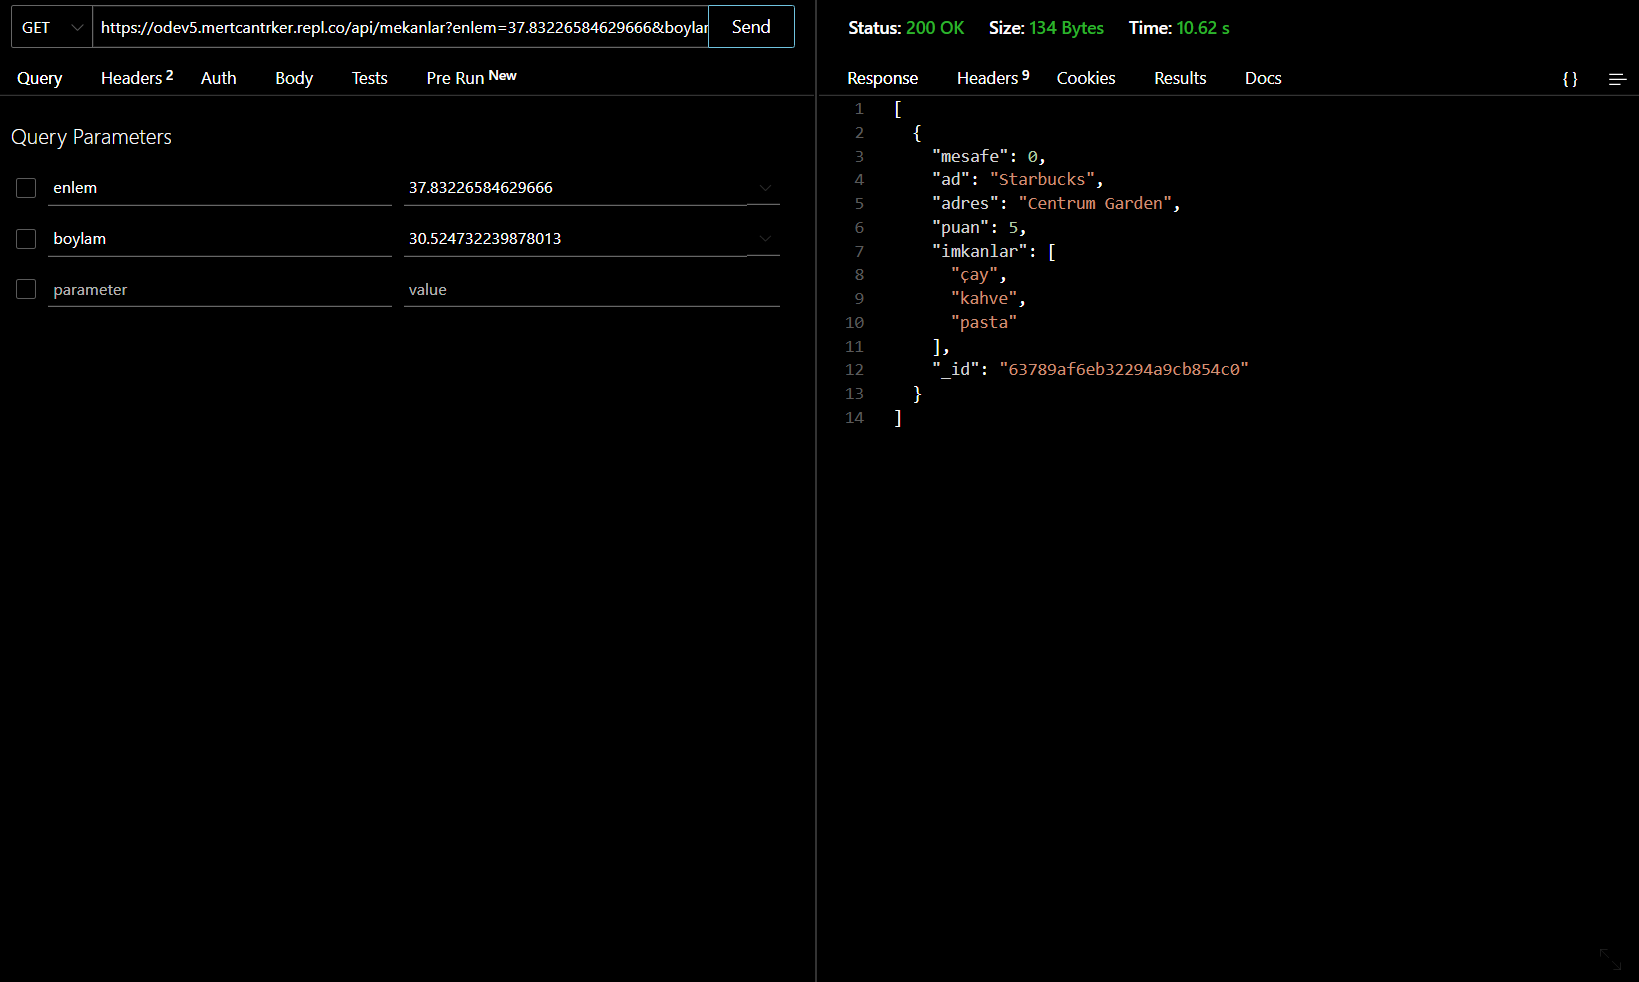 GET https://odev5.mertcantrker.repl.co/api/mekanlar?enlem=37.83226584629666&boylar Send
Query Headers 2 Auth Body Tests Pre Run New
Query Parameters
enlem 37.83226584629666
boylam 30.524732239878013
parameter value
Status: 200 OK Size: 134 Bytes Time: 10.62 s
Response Headers 9 Cookies Results Docs {}
1 [
2 {
3 "mesafe": 0,
4 "ad": "Starbucks",
5 "adres": "Centrum Garden",
6 "puan": 5,
7 "imkanlar": [
8 "çay",
9 "kahve",
10 "pasta"
11 ],
12 "_id": "63789af6eb32294a9cb854c0"
13 }
14 ]